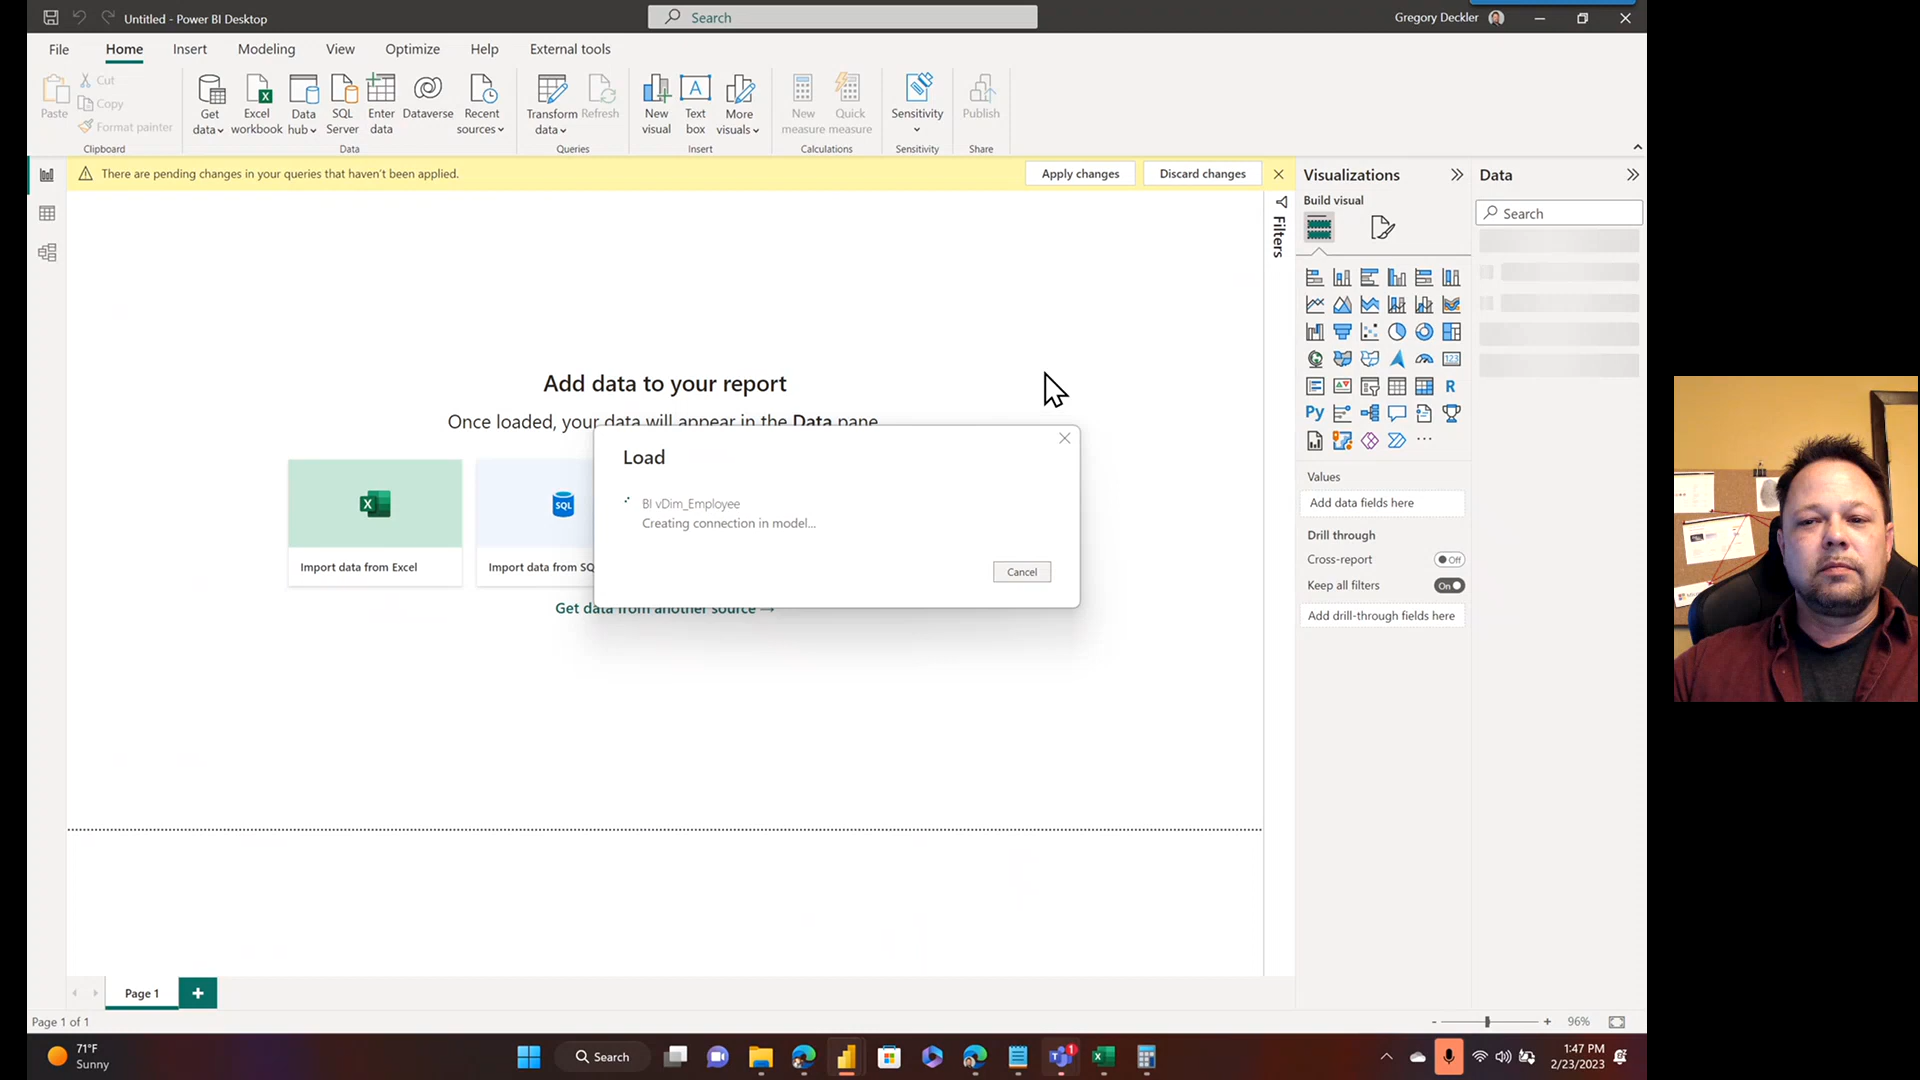 Untitled - Power BI Desktop
Search
Gregory Deckler
File
Home
Insert
Modeling
View
Optimize
Help
External tools
Paste
Cut
Copy
Format painter
Clipboard
Get data
Excel workbook
Data hub
SQL Server
Enter data
Dataverse
Recent sources
Data
Transform data
Refresh
Queries
New visual
A
Text box
More visuals
Insert
New measure
Quick measure
Calculations
Sensitivity
Sensitivity
Publish
Share
There are pending changes in your queries that haven't been applied.
Apply changes
Discard changes
Filters
Visualizations
Build visual
123
R
Py
Values
Add data fields here
Drill through
Cross-report
Off
Keep all filters
On
Add drill-through fields here
Data
Search
Add data to your report
Once loaded, your data will appear in the Data pane
X
SQL
Import data from Excel
Import data from SQ
Get data from another source →
Load
BI vDim_Employee
Creating connection in model...
Cancel
Page 1
Page 1 of 1
- + 96%
71°F
Sunny
Search
1
1:47 PM
2/23/2023